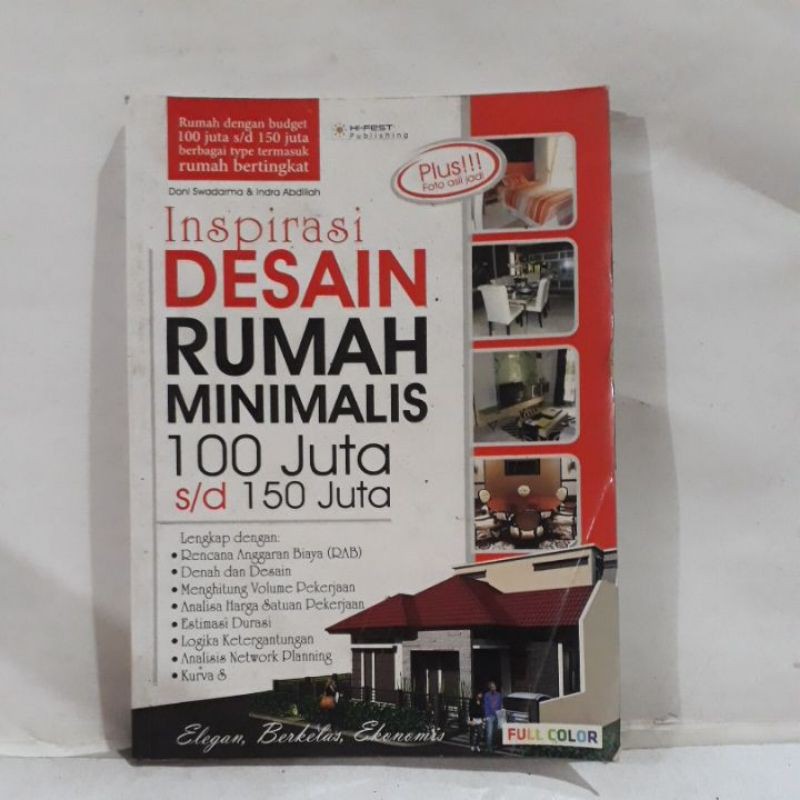 Rumah dengan budget
100 juta s/d 150 juta
berbagai type termasuk
rumah bertingkat
HI-FEST
Publishing
Plus!!!
Foto asli jadi
Doni Swadarma & Indra Abdillah
Inspirasi
DESAIN
RUMAH
MINIMALIS
100 Juta
s/d 150 Juta
Lengkap dengan:
• Rencana Anggaran Biaya (RAB)
• Denah dan Desain
• Menghitung Volume Pekerjaan
• Analisa Harga Satuan Pekerjaan
• Estimasi Durasi
• Logika Ketergantungan
• Analisis Network Planning
• Kurva S
Elegan, Berkelas, Ekonomis
FULL COLOR